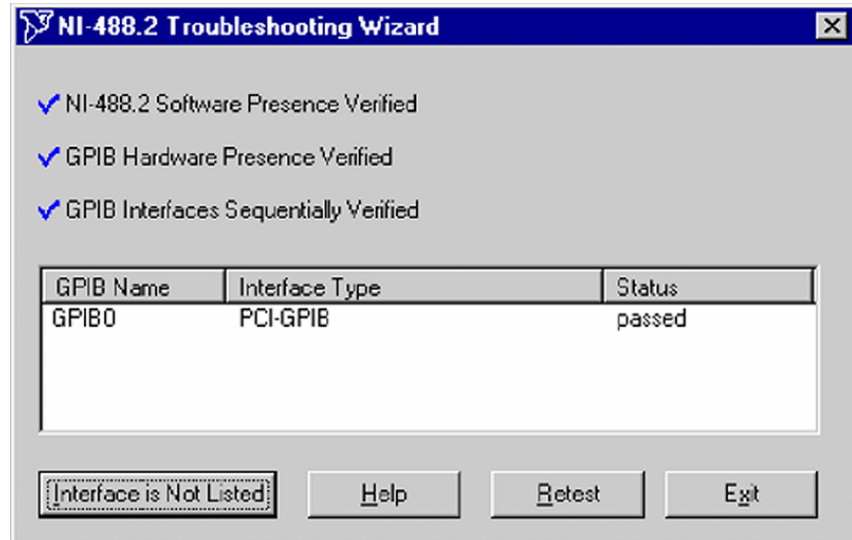 NI-488.2 Troubleshooting Wizard
NI-488.2 Software Presence Verified
GPIB Hardware Presence Verified
GPIB Interfaces Sequentially Verified
GPIB Name Interface Type Status
GPIB0 PCI-GPIB passed
Interface is Not Listed Help Retest Exit